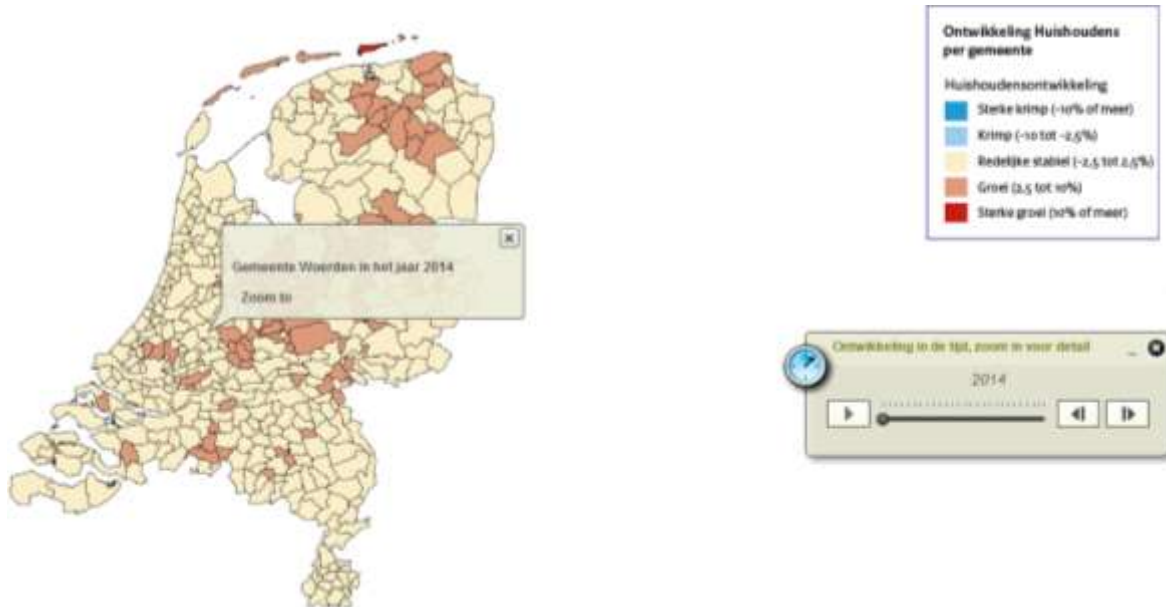 Ontwikkeling Huishoudens
per gemeente
Huishoudensontwikkeling
Sterke krimp (-10% of meer)
Krimp (-10 tot -2,5%)
Redelijke stabiel (-2,5 tot 2,5%)
Groei (2,5 tot 10%)
Sterke groei (10% of meer)
Gemeente Woerden in het jaar 2014
Zoom to
Ontwikkeling in de tijd, zoom in voor detail
2014